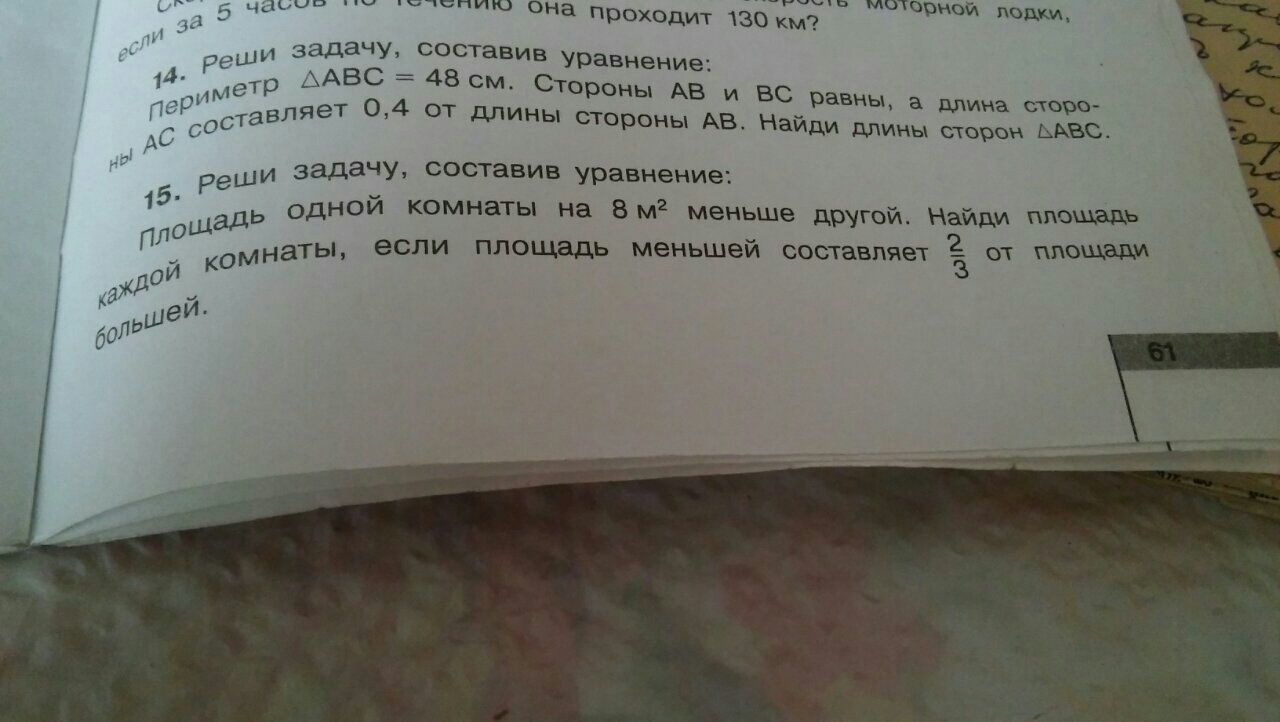 моторной лодки,
если за 5 часов по течению она проходит 130 км?
14. Реши задачу, составив уравнение:
Периметр △ABC = 48 см. Стороны AB и BC равны, а длина сторо-
ны AC составляет 0,4 от длины стороны AB. Найди длины сторон △ABC.
15. Реши задачу, составив уравнение:
Площадь одной комнаты на 8 м² меньше другой. Найди площадь
каждой комнаты, если площадь меньшей составляет 2/3 от площади
большей.
61